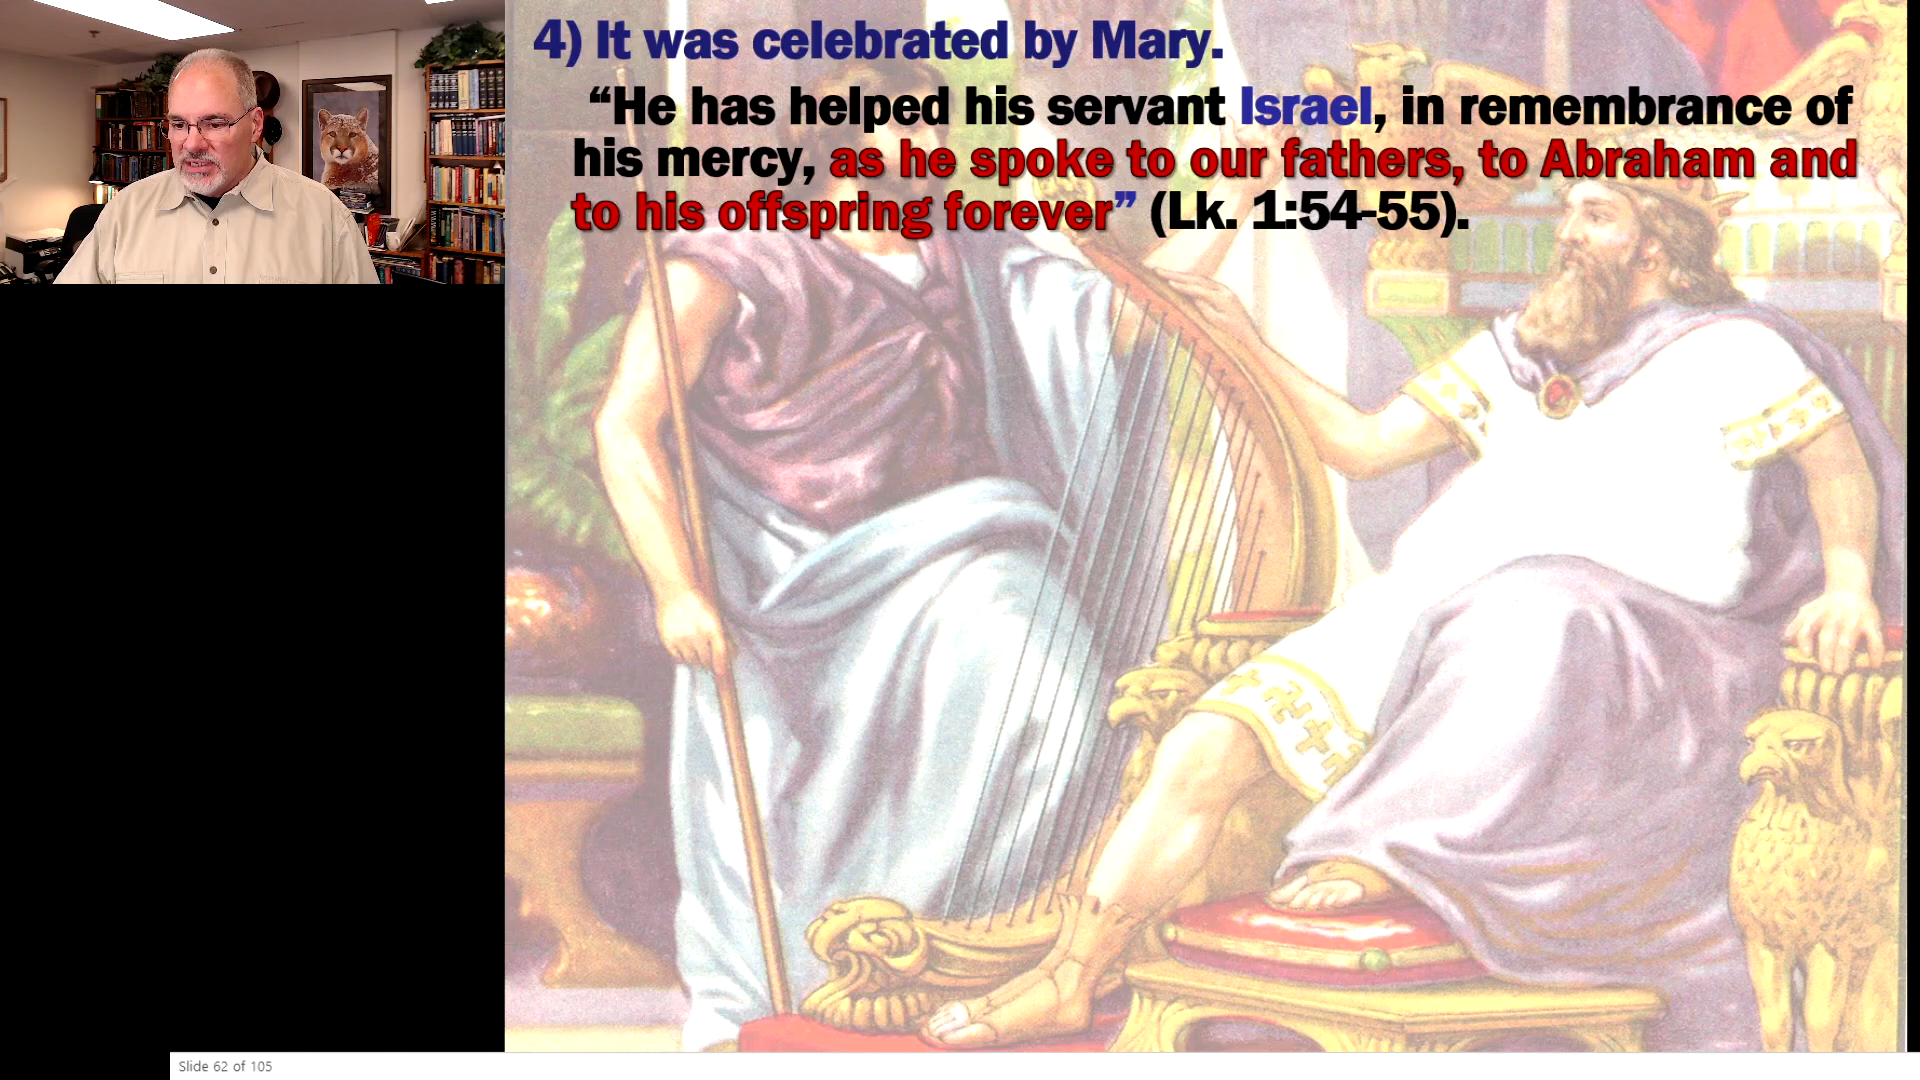 4) It was celebrated by Mary.
“He has helped his servant Israel, in remembrance of
his mercy, as he spoke to our fathers, to Abraham and
to his offspring forever” (Lk. 1:54-55).
Slide 62 of 105